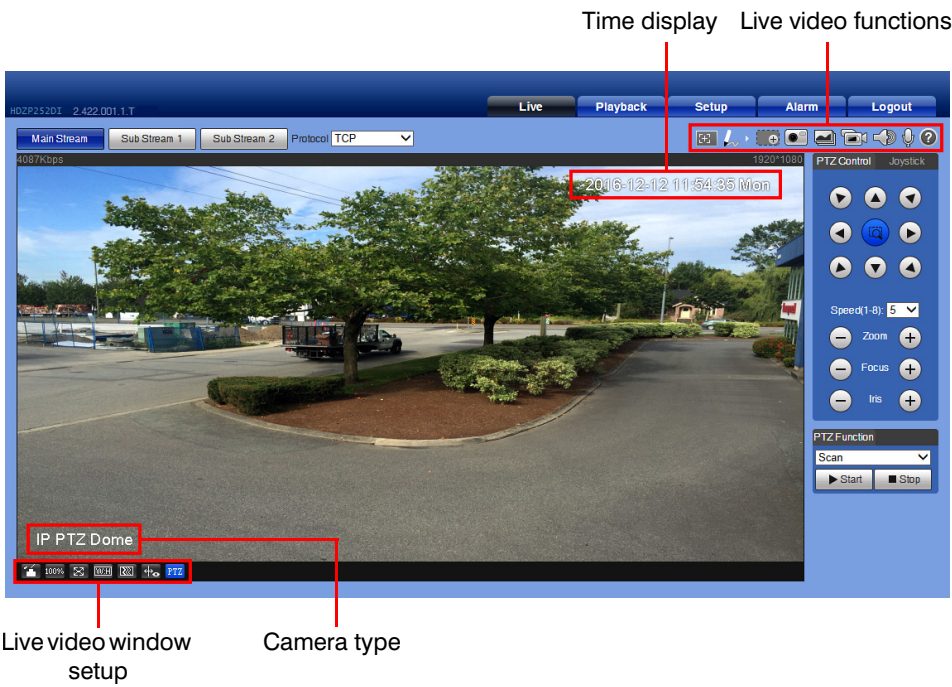 Time display
Live video functions
HDZP252DI 2.422.001.1.T
Live
Playback
Setup
Alarm
Logout
Main Stream
Sub Stream 1
Sub Stream 2
Protocol TCP
4087Kbps
1920*1080
2016-12-12 11:54:35 Mon
PTZ Control
Joystick
Speed(1-8): 5
Zoom
Focus
Iris
PTZ Function
Scan
Start
Stop
IP PTZ Dome
100%
W:H
PTZ
Live video window
setup
Camera type